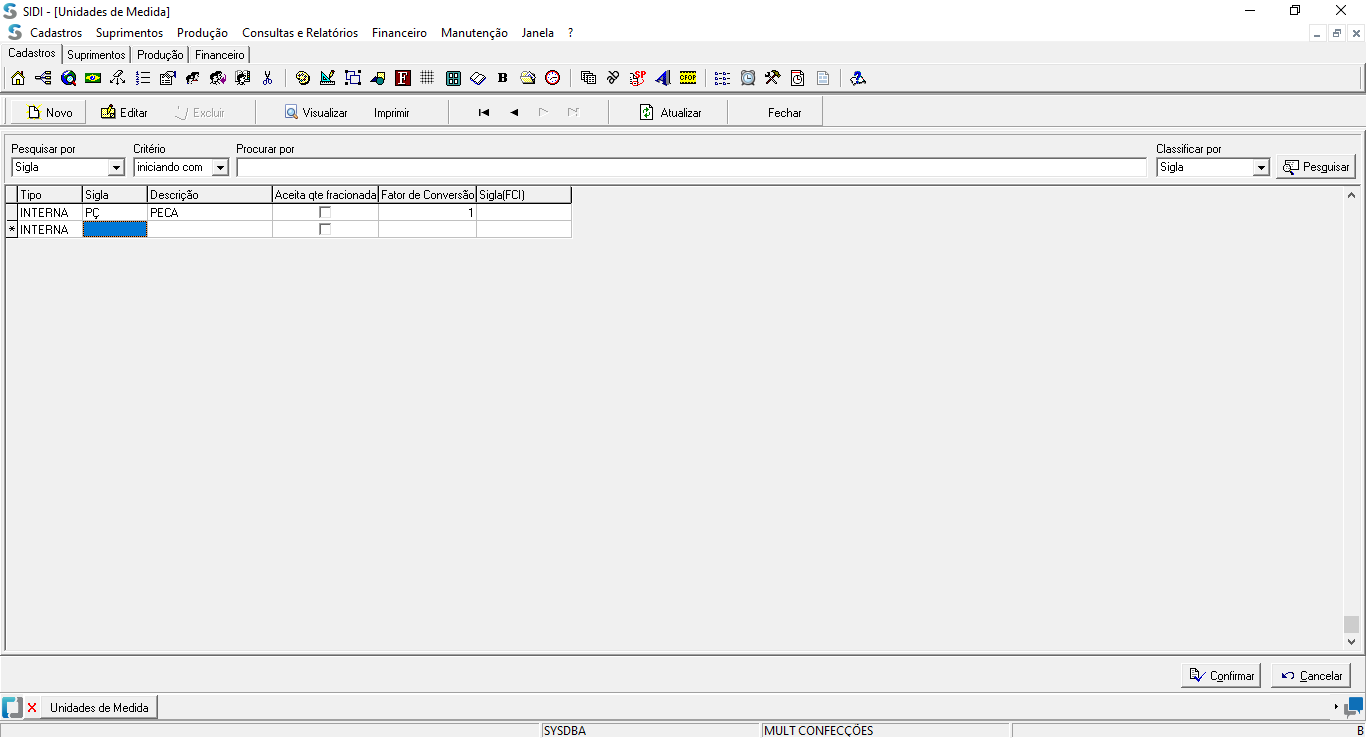 SIDI - [Unidades de Medida]
Cadastros Suprimentos Produção Consultas e Relatórios Financeiro Manutenção Janela ?
Cadastros Suprimentos Produção Financeiro
Novo Editar Excluir Visualizar Imprimir Atualizar Fechar
Pesquisar por Critério Procurar por Classificar por
Sigla iniciando com Sigla Pesquisar
Tipo Sigla Descrição Aceita qte fracionada Fator de Conversão Sigla(FCI)
INTERNA PÇ PECA 1
* INTERNA
Confirmar Cancelar
Unidades de Medida
SYSDBA MULT CONFECÇÕES B